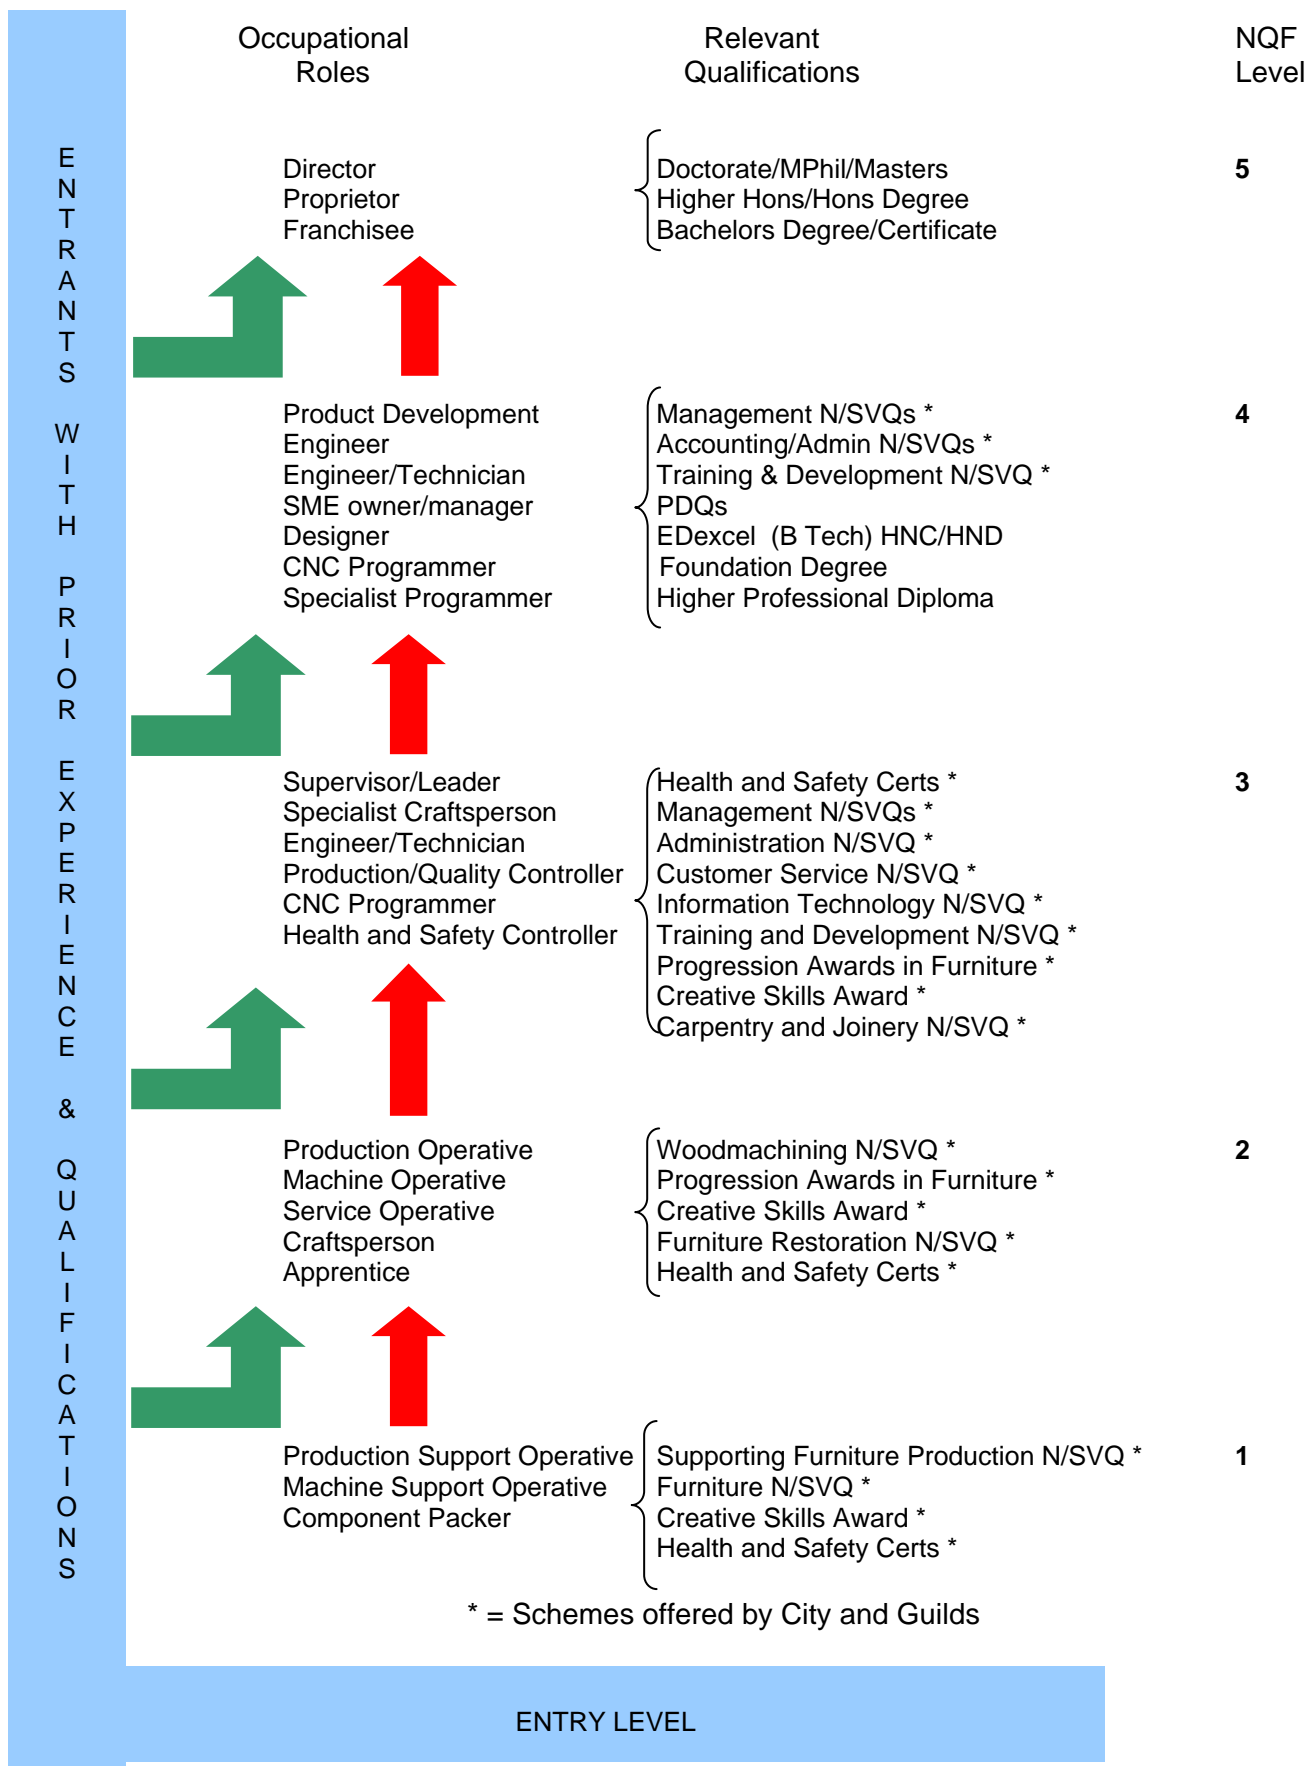 Occupational
Roles
Relevant
Qualifications
NQF
Level
ENTRANTS WITH PRIOR EXPERIENCE & QUALIFICATIONS
Director
Proprietor
Franchisee
Doctorate/MPhil/Masters
Higher Hons/Hons Degree
Bachelors Degree/Certificate
5
Product Development
Engineer
Engineer/Technician
SME owner/manager
Designer
CNC Programmer
Specialist Programmer
Management N/SVQs *
Accounting/Admin N/SVQs *
Training & Development N/SVQ *
PDQs
EDexcel (B Tech) HNC/HND
Foundation Degree
Higher Professional Diploma
4
Supervisor/Leader
Specialist Craftsperson
Engineer/Technician
Production/Quality Controller
CNC Programmer
Health and Safety Controller
Health and Safety Certs *
Management N/SVQs *
Administration N/SVQ *
Customer Service N/SVQ *
Information Technology N/SVQ *
Training and Development N/SVQ *
Progression Awards in Furniture *
Creative Skills Award *
Carpentry and Joinery N/SVQ *
3
Production Operative
Machine Operative
Service Operative
Craftsperson
Apprentice
Woodmachining N/SVQ *
Progression Awards in Furniture *
Creative Skills Award *
Furniture Restoration N/SVQ *
Health and Safety Certs *
2
Production Support Operative
Machine Support Operative
Component Packer
Supporting Furniture Production N/SVQ *
Furniture N/SVQ *
Creative Skills Award *
Health and Safety Certs *
1
* = Schemes offered by City and Guilds
ENTRY LEVEL